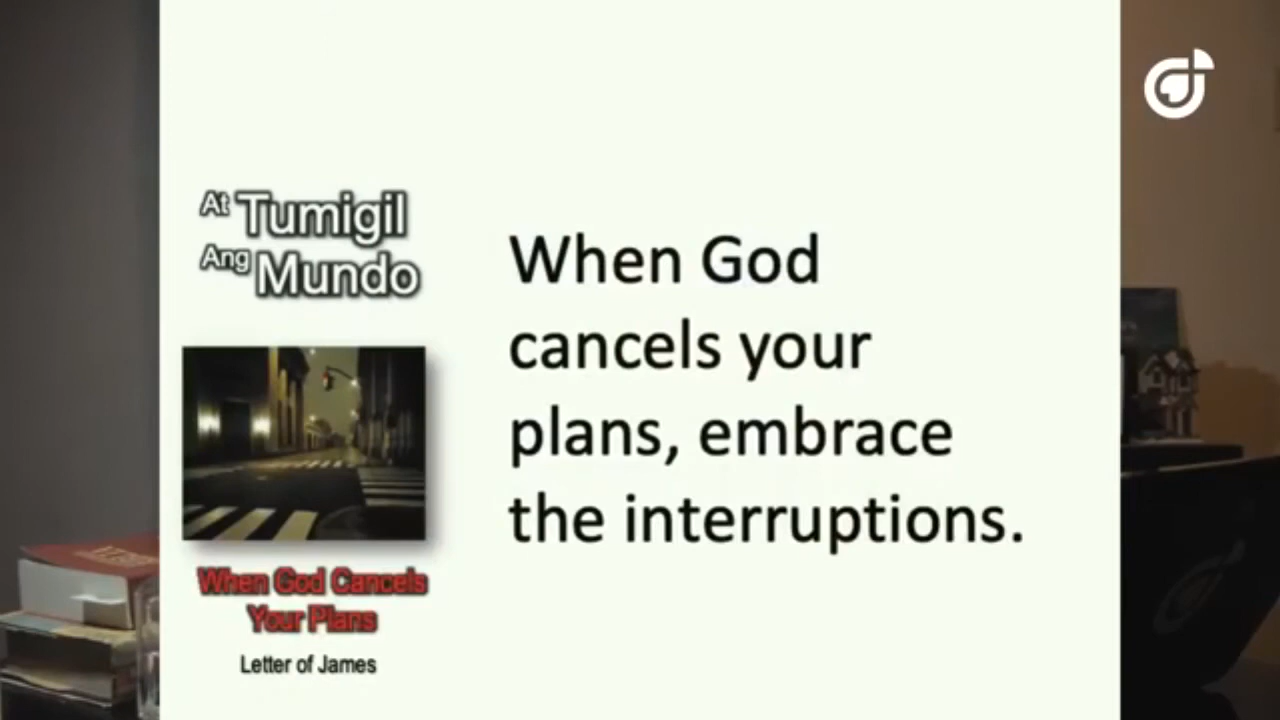 At Tumigil
Ang Mundo
When God Cancels
Your Plans
Letter of James
When God
cancels your
plans, embrace
the interruptions.